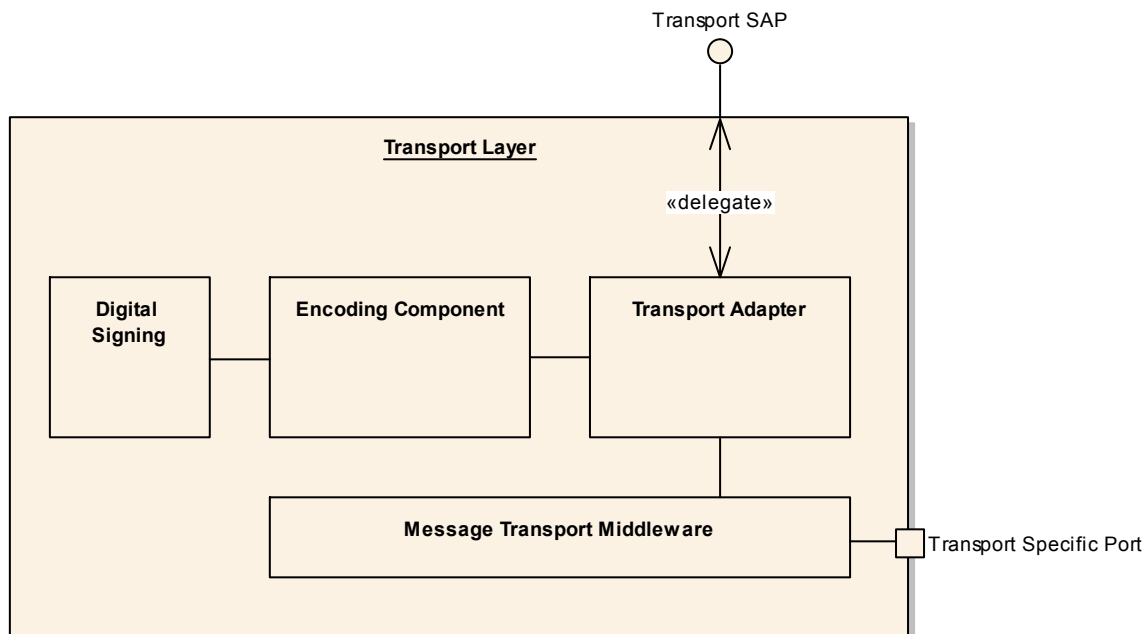 Transport SAP
Transport Layer
«delegate»
Digital
Signing
Encoding Component
Transport Adapter
Message Transport Middleware
Transport Specific Port